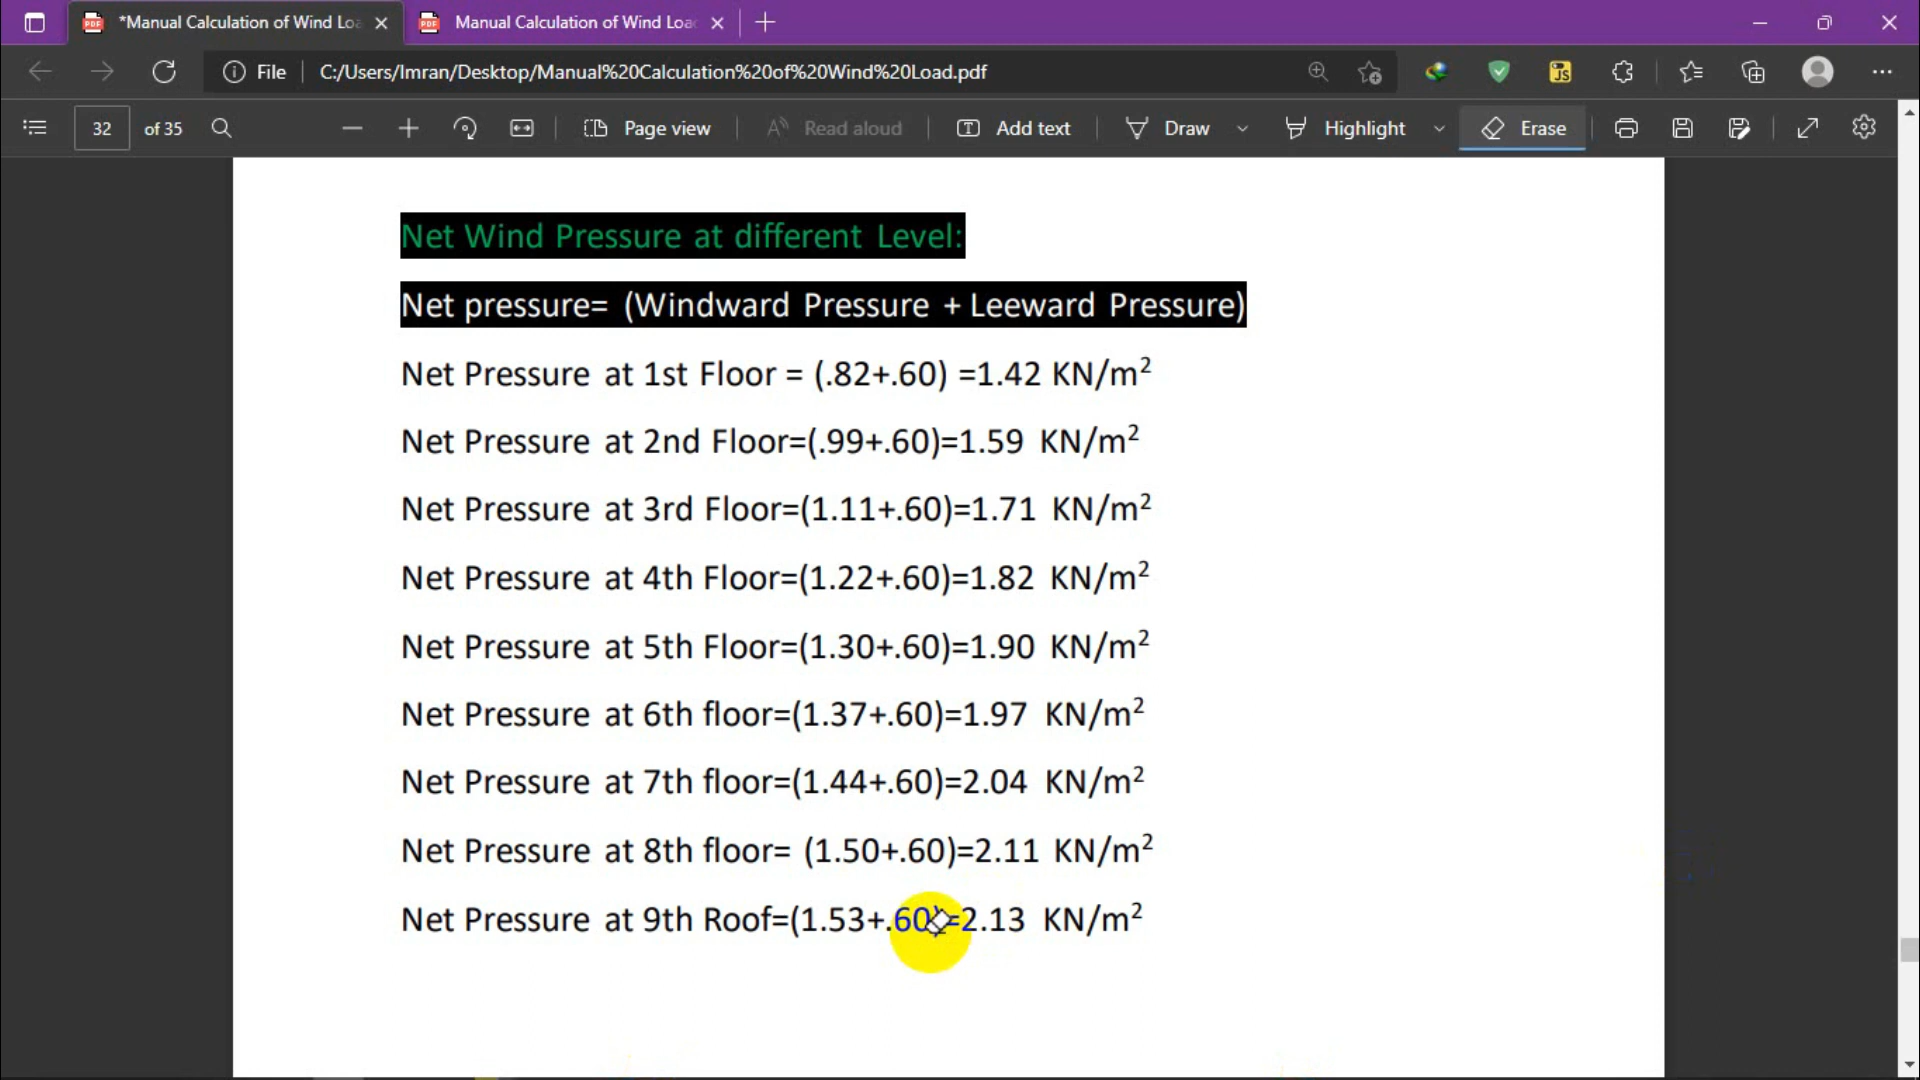 *Manual Calculation of Wind Loa
Manual Calculation of Wind Loa
File
C:/Users/Imran/Desktop/Manual%20Calculation%20of%20Wind%20Load.pdf
32 of 35
Page view
Read aloud
Add text
Draw
Highlight
Erase
Net Wind Pressure at different Level:
Net pressure= (Windward Pressure + Leeward Pressure)
Net Pressure at 1st Floor = (.82+.60) =1.42 KN/m²
Net Pressure at 2nd Floor=(.99+.60)=1.59 KN/m²
Net Pressure at 3rd Floor=(1.11+.60)=1.71 KN/m²
Net Pressure at 4th Floor=(1.22+.60)=1.82 KN/m²
Net Pressure at 5th Floor=(1.30+.60)=1.90 KN/m²
Net Pressure at 6th floor=(1.37+.60)=1.97 KN/m²
Net Pressure at 7th floor=(1.44+.60)=2.04 KN/m²
Net Pressure at 8th floor= (1.50+.60)=2.11 KN/m²
Net Pressure at 9th Roof=(1.53+.60)=2.13 KN/m²